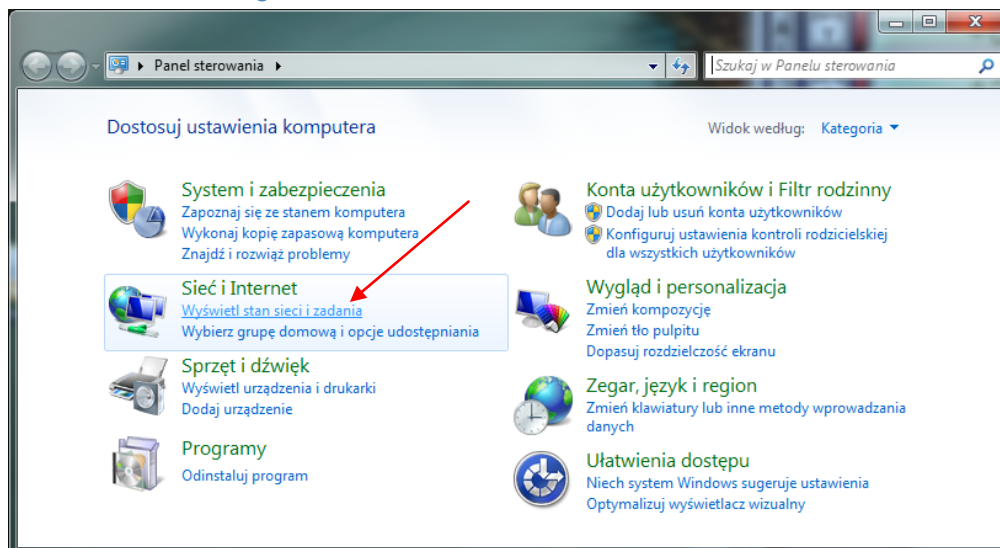 Panel sterowania
Szukaj w Panelu sterowania
Dostosuj ustawienia komputera
Widok według: Kategoria
System i zabezpieczenia
Zapoznaj się ze stanem komputera
Wykonaj kopię zapasową komputera
Znajdź i rozwiąż problemy
Sieć i Internet
Wyświetl stan sieci i zadania
Wybierz grupę domową i opcje udostępniania
Sprzęt i dźwięk
Wyświetl urządzenia i drukarki
Dodaj urządzenie
Programy
Odinstaluj program
Konta użytkowników i Filtr rodzinny
Dodaj lub usuń konta użytkowników
Konfiguruj ustawienia kontroli rodzicielskiej
dla wszystkich użytkowników
Wygląd i personalizacja
Zmień kompozycję
Zmień tło pulpitu
Dopasuj rozdzielczość ekranu
Zegar, język i region
Zmień klawiatury lub inne metody wprowadzania
danych
Ułatwienia dostępu
Niech system Windows sugeruje ustawienia
Optymalizuj wyświetlacz wizualny